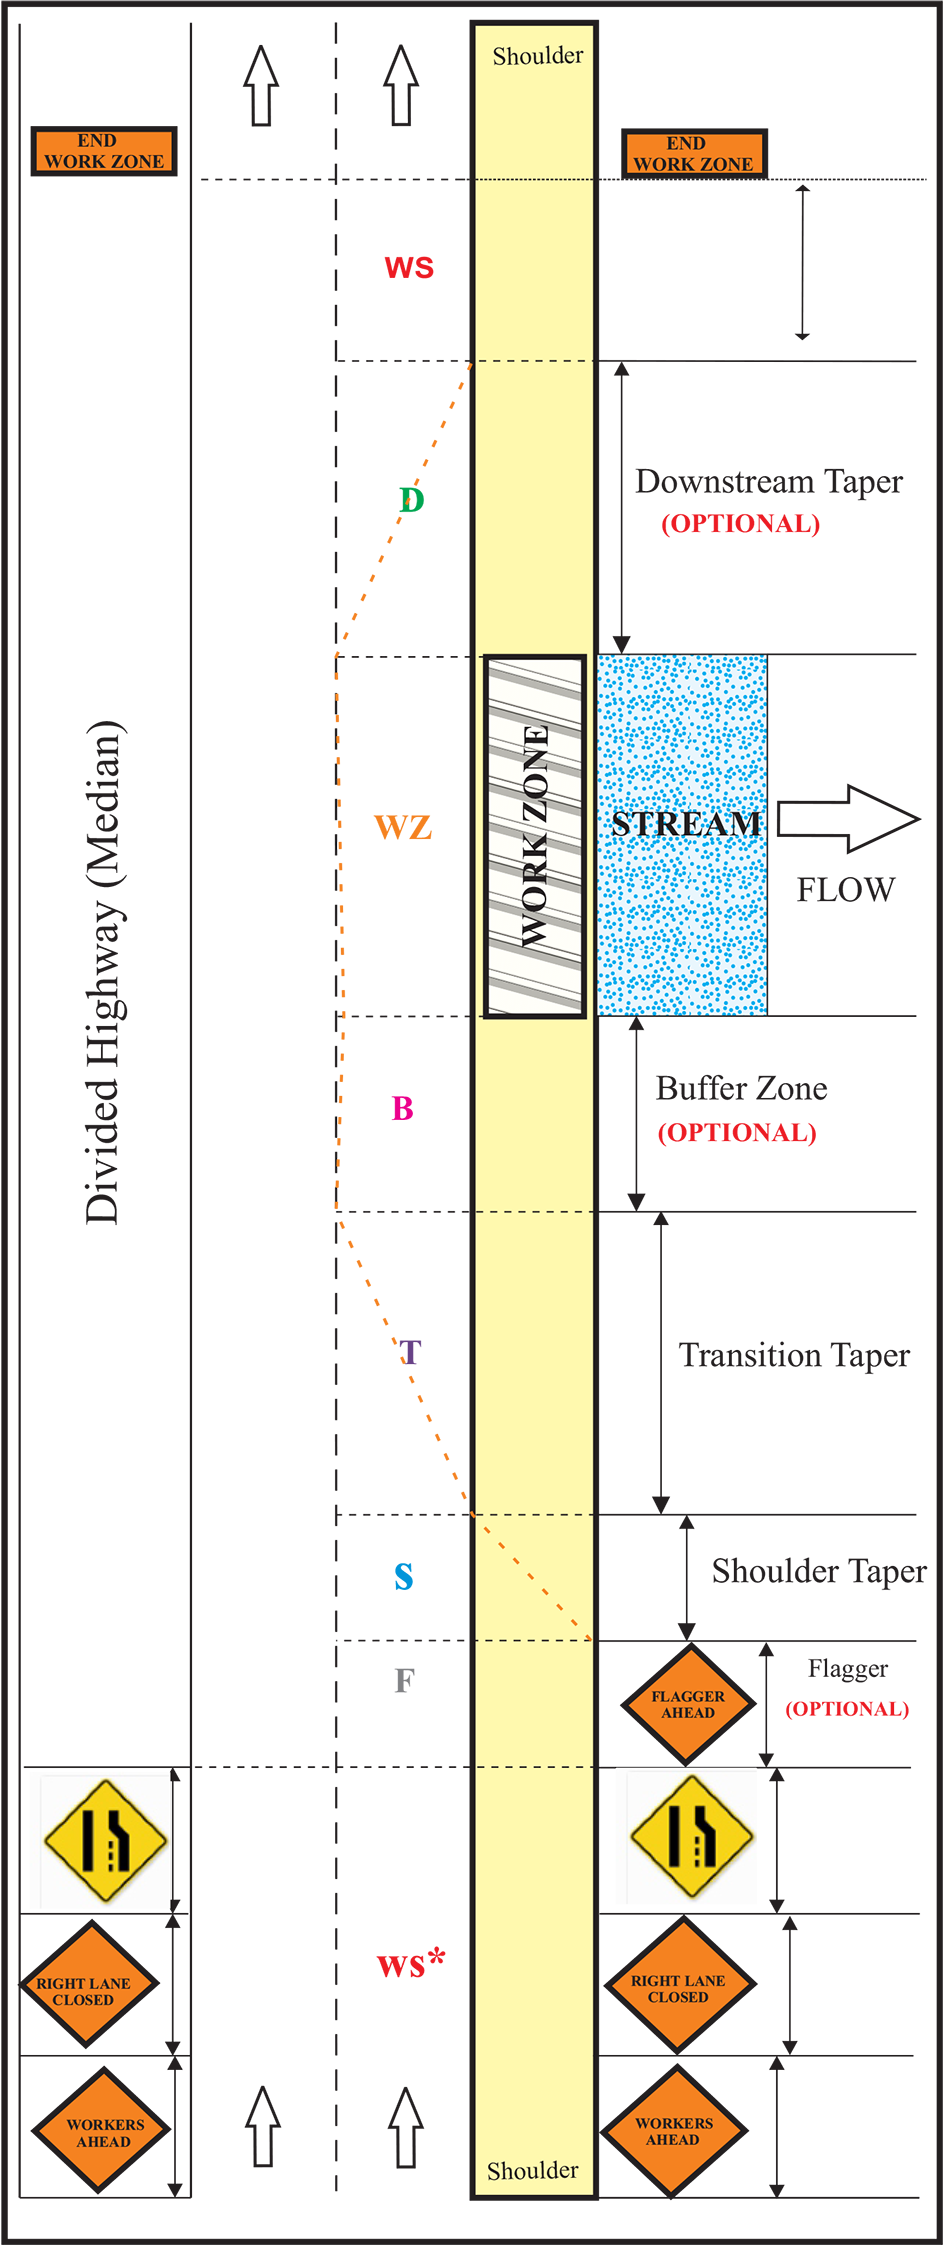 Shoulder
END
WORK ZONE
END
WORK ZONE
WS
D
Downstream Taper
(OPTIONAL)
Divided Highway (Median)
WZ
WORK ZONE
STREAM
FLOW
B
Buffer Zone
(OPTIONAL)
T
Transition Taper
S
Shoulder Taper
F
FLAGGER
AHEAD
Flagger
(OPTIONAL)
ws*
RIGHT LANE
CLOSED
RIGHT LANE
CLOSED
WORKERS
AHEAD
WORKERS
AHEAD
Shoulder